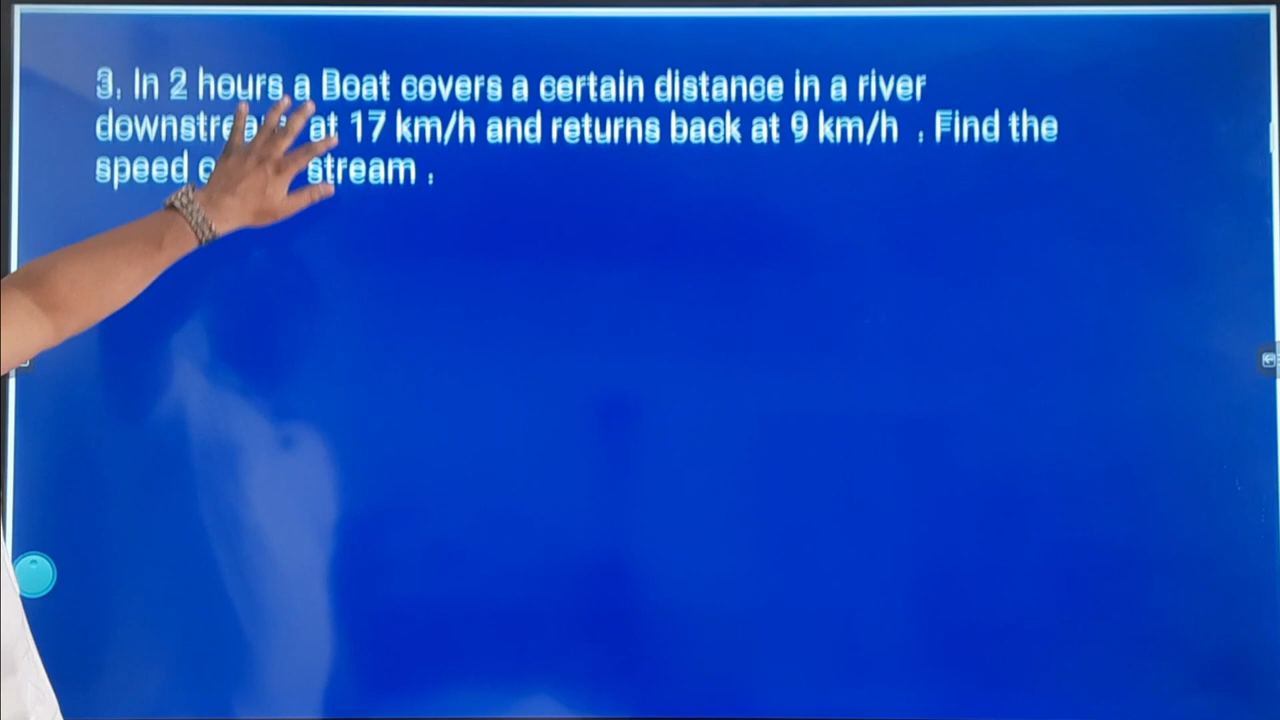 3. In 2 hours a Boat covers a certain distance in a river
at 17 km/h and returns back at 9 km/h . Find the
speed stream .